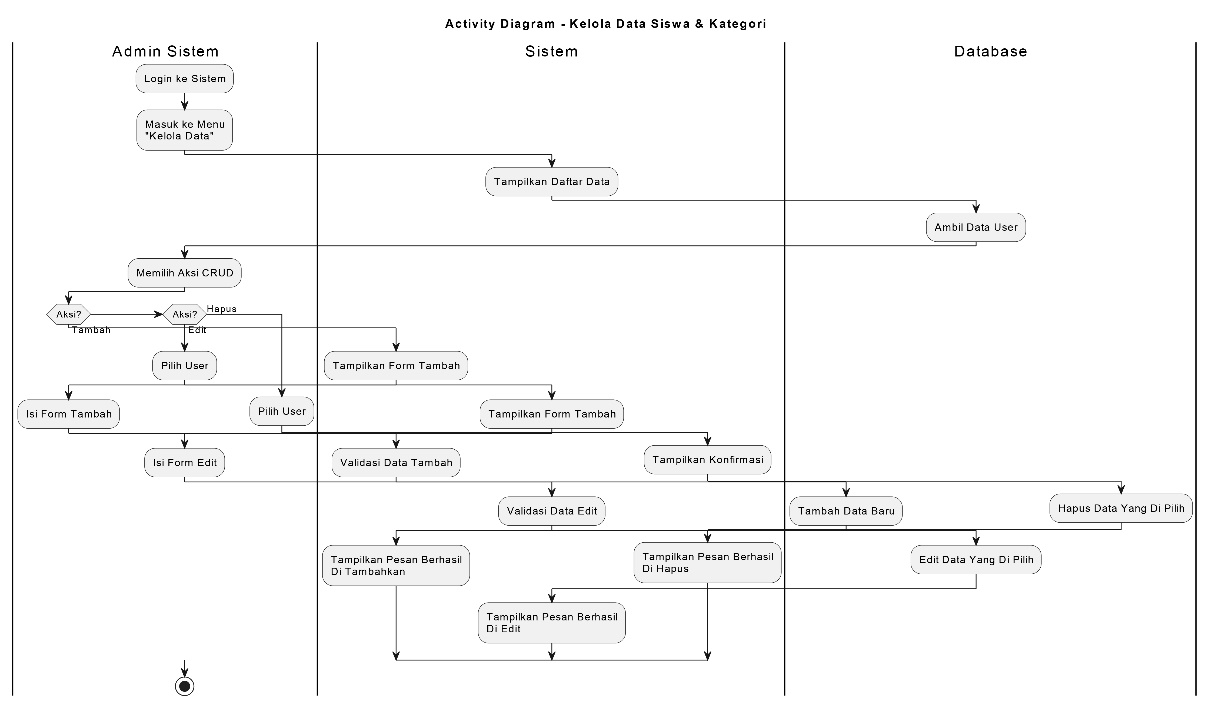 Activity Diagram - Kelola Data Siswa & Kategori
Admin Sistem
Sistem
Database
Login ke Sistem
Masuk ke Menu
"Kelola Data"
Tampilkan Daftar Data
Ambil Data User
Memilih Aksi CRUD
Aksi?
Aksi?
Hapus
Tambah
Edit
Pilih User
Tampilkan Form Tambah
Isi Form Tambah
Pilih User
Tampilkan Form Tambah
Isi Form Edit
Validasi Data Tambah
Tampilkan Konfirmasi
Validasi Data Edit
Tambah Data Baru
Hapus Data Yang Di Pilih
Tampilkan Pesan Berhasil
Di Tambahkan
Tampilkan Pesan Berhasil
Di Hapus
Edit Data Yang Di Pilih
Tampilkan Pesan Berhasil
Di Edit